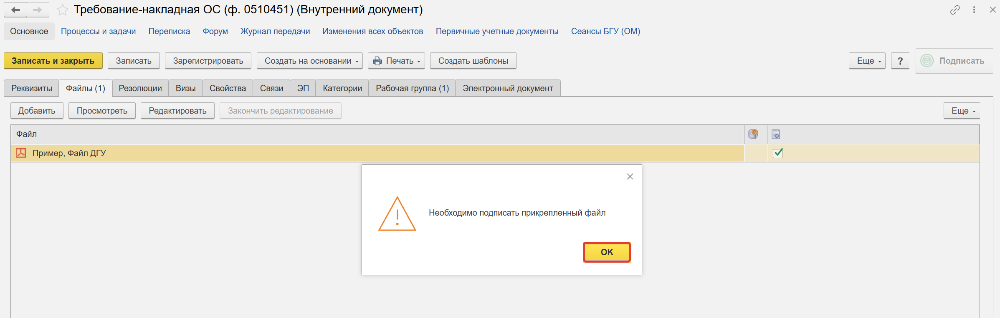 Требование-накладная ОС (ф. 0510451) (Внутренний документ)
Основное Процессы и задачи Переписка Форум Журнал передачи Изменения всех объектов Первичные учетные документы Сеансы БГУ (ОМ)
Записать и закрыть Записать Зарегистрировать Создать на основании Печать Создать шаблоны Еще ? Подписать
Реквизиты Файлы (1) Резолюции Визы Свойства Связи ЭП Категории Рабочая группа (1) Электронный документ
Добавить Просмотреть Редактировать Закончить редактирование Еще
Файл
Пример, Файл ДГУ
Необходимо подписать прикрепленный файл
OK